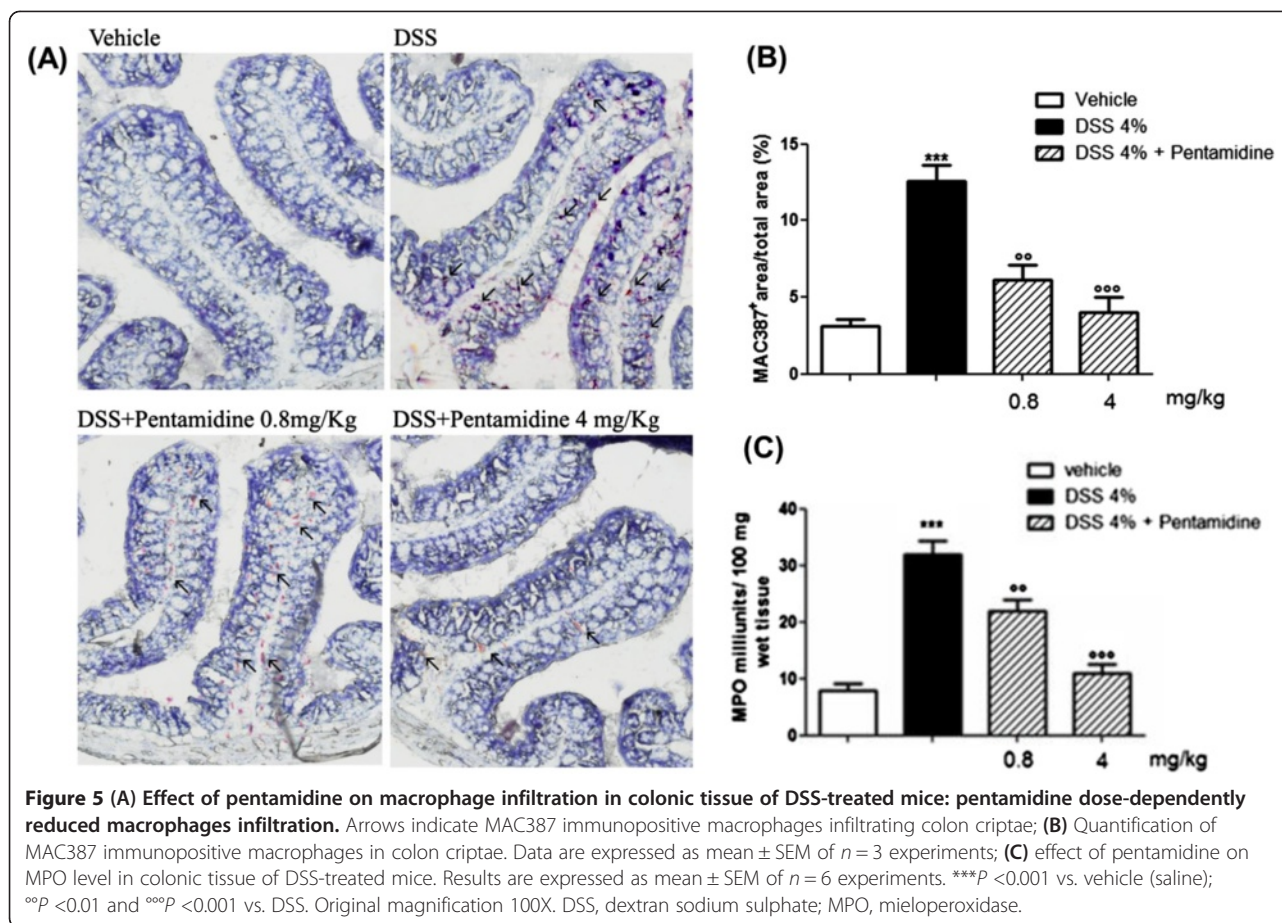 (A)
Vehicle
DSS
DSS+Pentamidine 0.8mg/Kg
DSS+Pentamidine 4 mg/Kg
(B)
Vehicle
DSS 4%
DSS 4% + Pentamidine
MAC387⁺ area/total area (%)
15
10
5
0
***
°°
°°°
0.8
4
mg/kg
(C)
vehicle
DSS 4%
DSS 4% + Pentamidine
MPO milliunits/ 100 mg
wet tissue
40
30
20
10
0
***
°°
°°°
0.8
4
mg/kg
Figure 5 (A) Effect of pentamidine on macrophage infiltration in colonic tissue of DSS-treated mice: pentamidine dose-dependently
reduced macrophages infiltration. Arrows indicate MAC387 immunopositive macrophages infiltrating colon criptae; (B) Quantification of
MAC387 immunopositive macrophages in colon criptae. Data are expressed as mean ± SEM of n = 3 experiments; (C) effect of pentamidine on
MPO level in colonic tissue of DSS-treated mice. Results are expressed as mean ± SEM of n = 6 experiments. ***P <0.001 vs. vehicle (saline);
°°P <0.01 and °°°P <0.001 vs. DSS. Original magnification 100X. DSS, dextran sodium sulphate; MPO, mieloperoxidase.